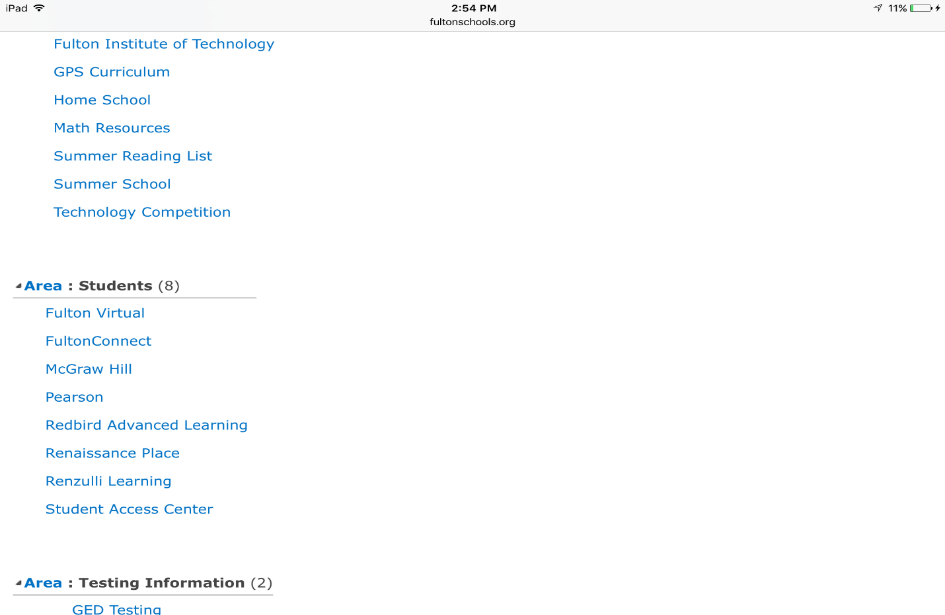 iPad 2:54 PM 11%
fultonschools.org
Fulton Institute of Technology
GPS Curriculum
Home School
Math Resources
Summer Reading List
Summer School
Technology Competition
Area : Students (8)
Fulton Virtual
FultonConnect
McGraw Hill
Pearson
Redbird Advanced Learning
Renaissance Place
Renzulli Learning
Student Access Center
Area : Testing Information (2)
GED Testing